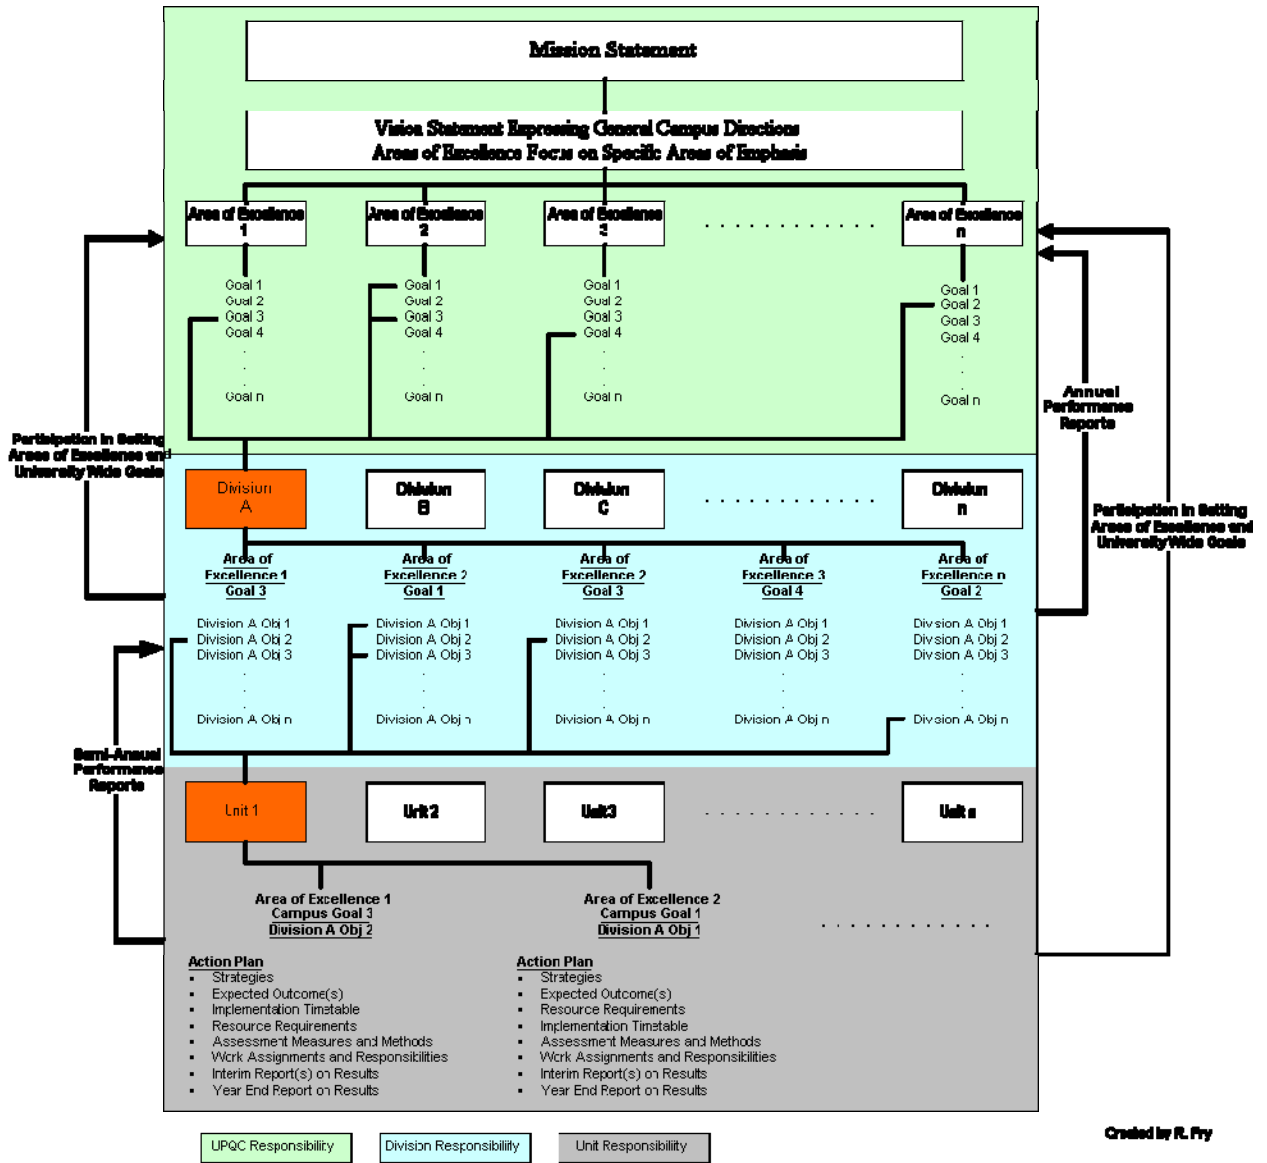 Mission Statement
Vision Statement Expressing General Campus Directions
Areas of Excellence Focus on Specific Areas of Emphasis
Area of Excellence
1
Area of Excellence
2
Area of Excellence
3
. . . . . . . . . . . .
Area of Excellence
n
Goal 1
Goal 2
Goal 3
Goal 4
.
.
.
Goal n
Goal 1
Goal 2
Goal 3
Goal 4
.
.
.
Goal n
Goal 1
Goal 2
Goal 3
Goal 4
.
.
.
Goal n
Goal 1
Goal 2
Goal 3
Goal 4
.
.
.
Goal n
Participation in Setting
Areas of Excellence and
University Wide Goals
Annual
Performance
Reports
Division
A
Division
B
Division
C
. . . . . . . . . . . .
Division
n
Participation in Setting
Areas of Excellence and
University Wide Goals
Area of
Excellence 1
Goal 3
Area of
Excellence 2
Goal 1
Area of
Excellence 2
Goal 3
Area of
Excellence 3
Goal 4
Area of
Excellence n
Goal 2
Division A Obj 1
Division A Obj 2
Division A Obj 3
.
.
Division A Obj n
Division A Obj 1
Division A Obj 2
Division A Obj 3
.
.
Division A Obj n
Division A Obj 1
Division A Obj 2
Division A Obj 3
.
.
Division A Obj n
Division A Obj 1
Division A Obj 2
Division A Obj 3
.
.
Division A Obj n
Division A Obj 1
Division A Obj 2
Division A Obj 3
.
.
Division A Obj n
Semi-Annual
Performance
Reports
Unit 1
Unit 2
Unit 3
. . . . . . . . . . . .
Unit n
Area of Excellence 1
Campus Goal 3
Division A Obj 2
Area of Excellence 2
Campus Goal 1
Division A Obj 1
. . . . . . . . . . . .
Action Plan
▪ Strategies
▪ Expected Outcome(s)
▪ Implementation Timetable
▪ Resource Requirements
▪ Assessment Measures and Methods
▪ Work Assignments and Responsibilities
▪ Interim Report(s) on Results
▪ Year End Report on Results
Action Plan
▪ Strategies
▪ Expected Outcome(s)
▪ Resource Requirements
▪ Implementation Timetable
▪ Assessment Measures and Methods
▪ Work Assignments and Responsibilities
▪ Interim Report(s) on Results
▪ Year End Report on Results
UPQC Responsibility
Division Responsibility
Unit Responsibility
Created by R. Fry